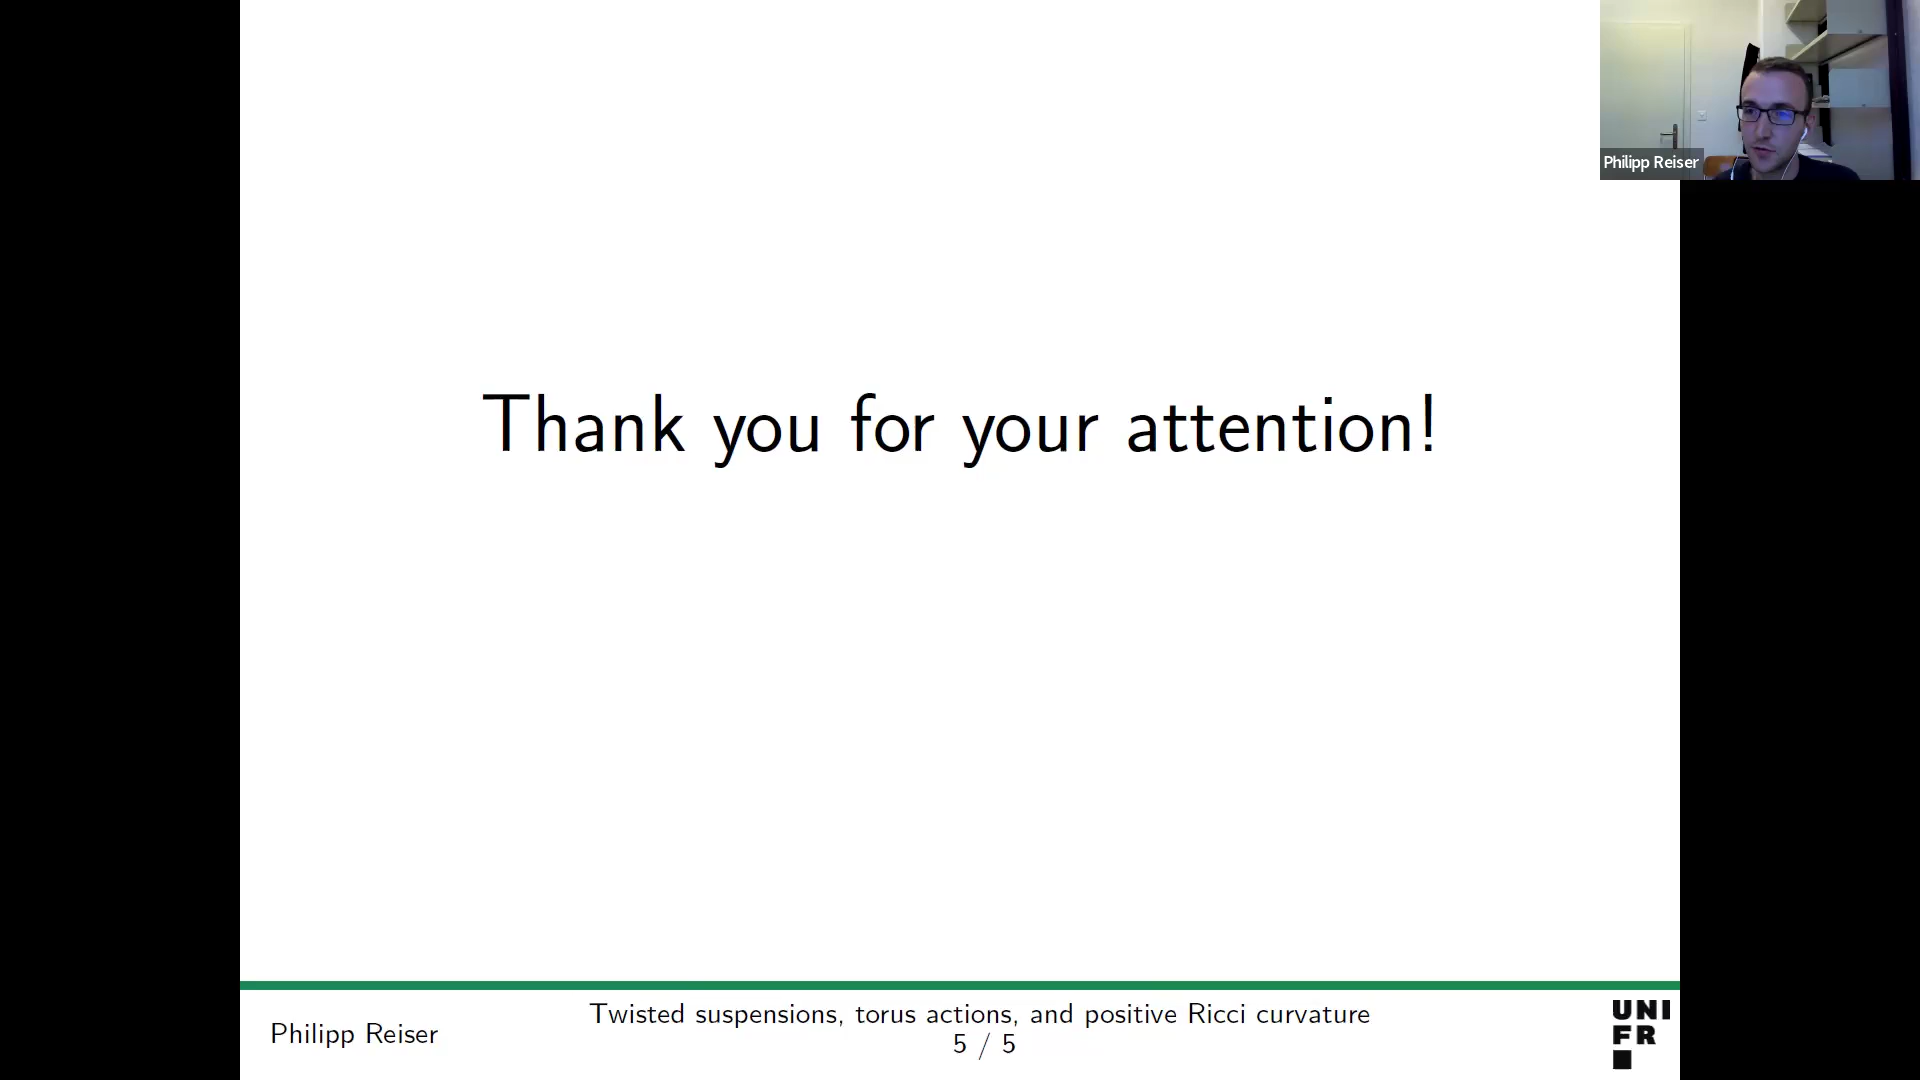 Philipp Reiser
Thank you for your attention!
Philipp Reiser
Twisted suspensions, torus actions, and positive Ricci curvature
5 / 5
UNI
FR